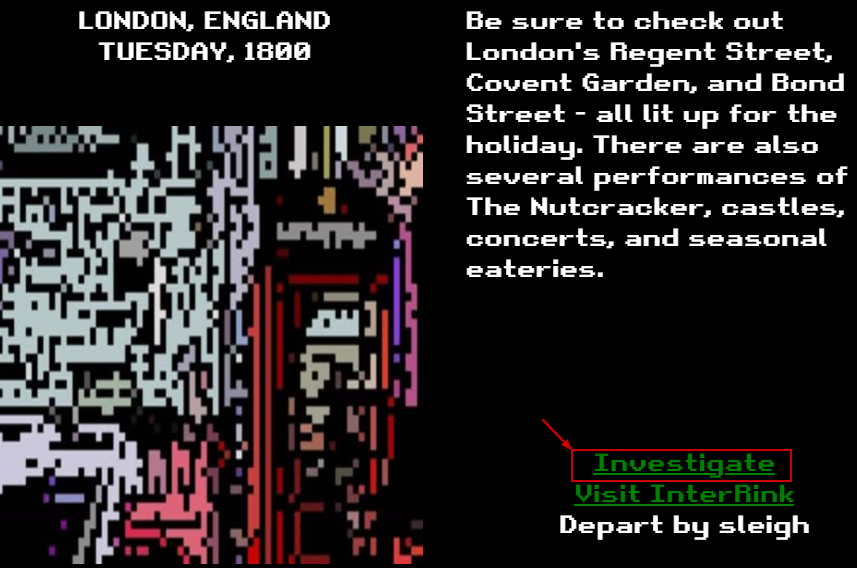 LONDON, ENGLAND
TUESDAY, 1800
Be sure to check out
London's Regent Street,
Covent Garden, and Bond
Street - all lit up for the
holiday. There are also
several performances of
The Nutcracker, castles,
concerts, and seasonal
eateries.
Investigate
Visit InterRink
Depart by sleigh